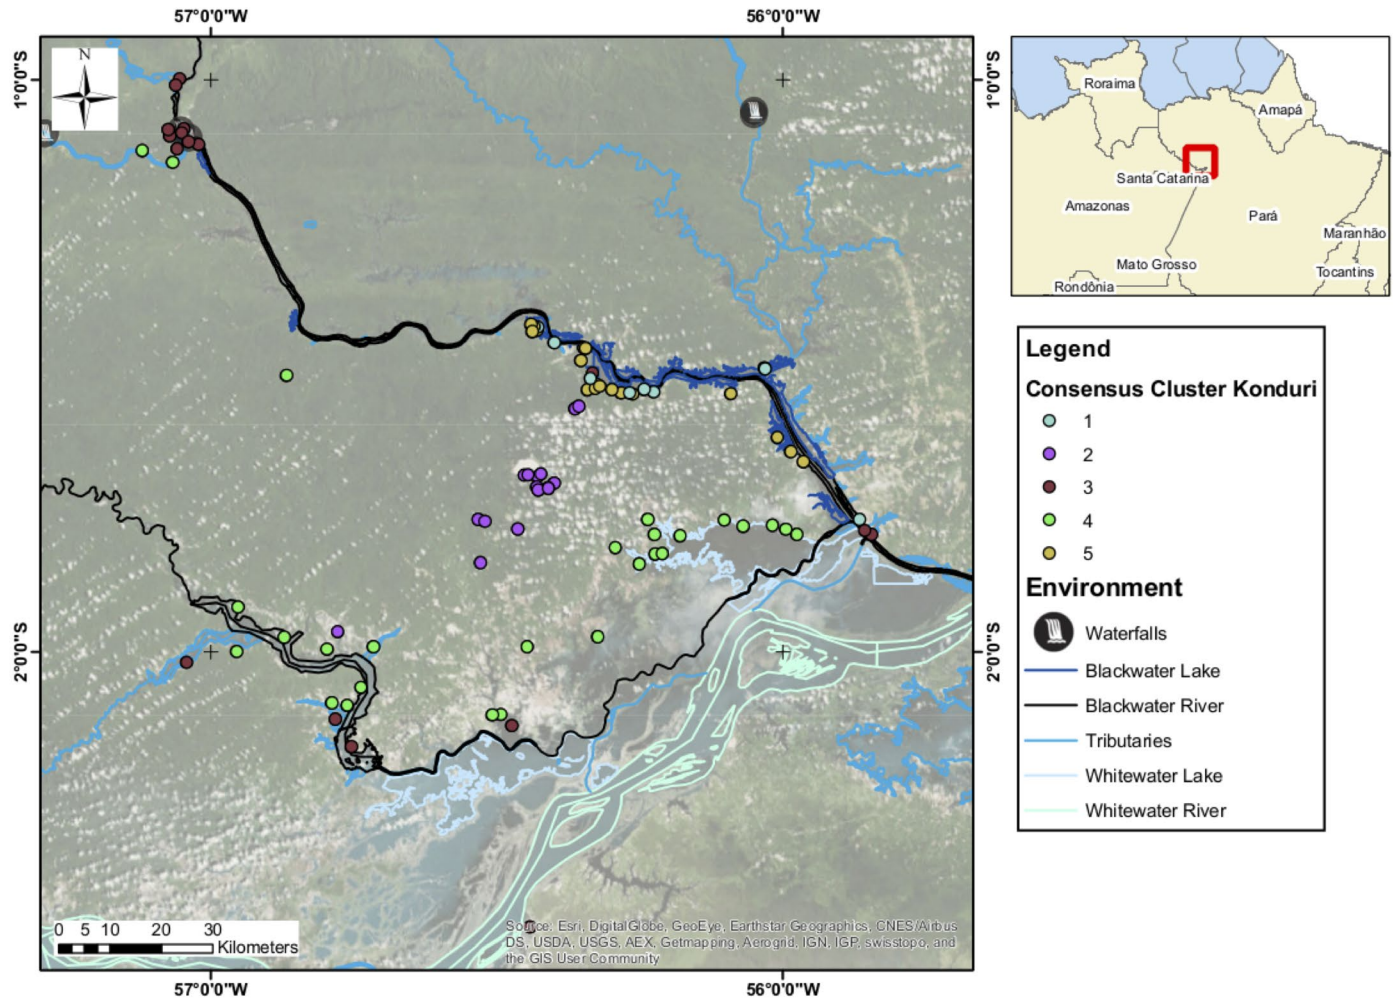 57°0'0"W
56°0'0"W
1°0'0"S
1°0'0"S
N
Roraima
Amapá
Santa Catarina
Amazonas
Pará
Maranhão
Mato Grosso
Tocantins
Rondônia
Legend
Consensus Cluster Konduri
1
2
3
4
5
Environment
Waterfalls
Blackwater Lake
Blackwater River
Tributaries
Whitewater Lake
Whitewater River
2°0'0"S
2°0'0"S
0 5 10 20 30
Kilometers
Source: Esri, DigitalGlobe, GeoEye, Earthstar Geographics, CNES/Airbus
DS, USDA, USGS, AEX, Getmapping, Aerogrid, IGN, IGP, swisstopo, and
the GIS User Community
57°0'0"W
56°0'0"W